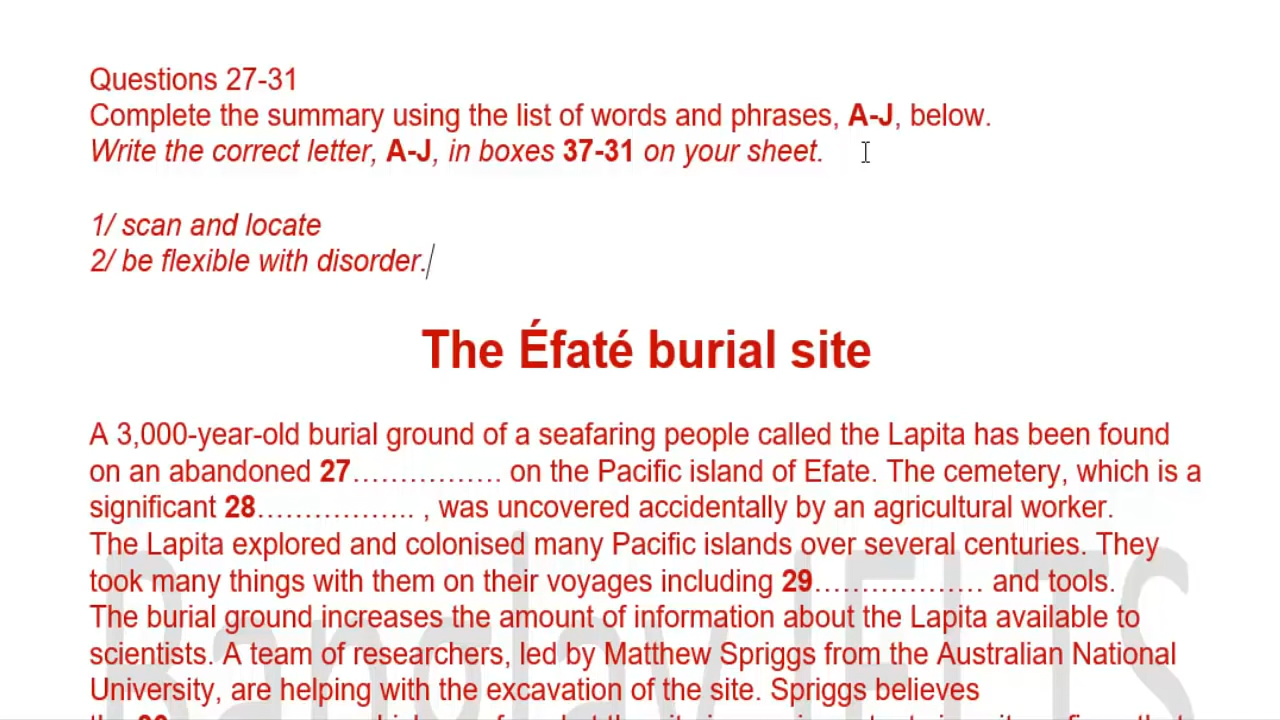 Questions 27-31
Complete the summary using the list of words and phrases, A-J, below.
Write the correct letter, A-J, in boxes 37-31 on your sheet.
1/ scan and locate
2/ be flexible with disorder.
The Éfaté burial site
A 3,000-year-old burial ground of a seafaring people called the Lapita has been found
on an abandoned 27……………. on the Pacific island of Efate. The cemetery, which is a
significant 28…………….. , was uncovered accidentally by an agricultural worker.
The Lapita explored and colonised many Pacific islands over several centuries. They
took many things with them on their voyages including 29……………… and tools.
The burial ground increases the amount of information about the Lapita available to
scientists. A team of researchers, led by Matthew Spriggs from the Australian National
University, are helping with the excavation of the site. Spriggs believes